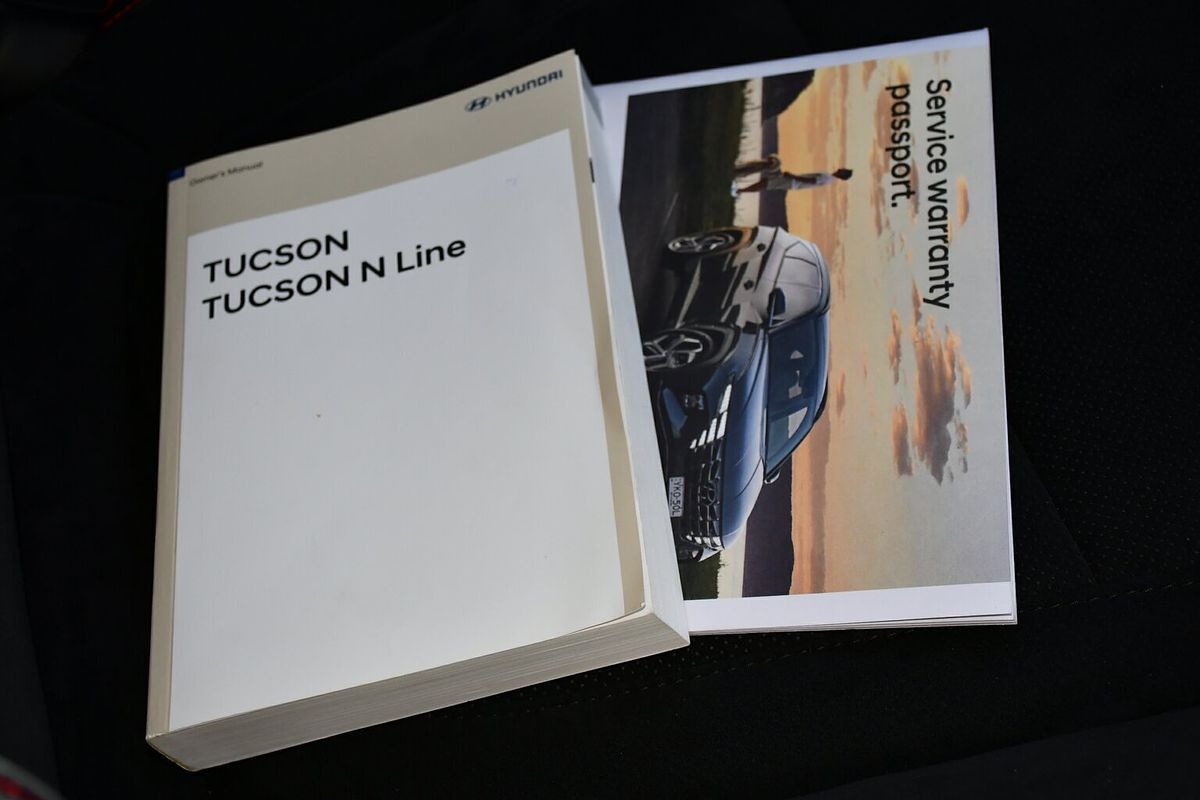 HYUNDAI
Owner's Manual
TUCSON
TUCSON N Line
Service warranty
passport.